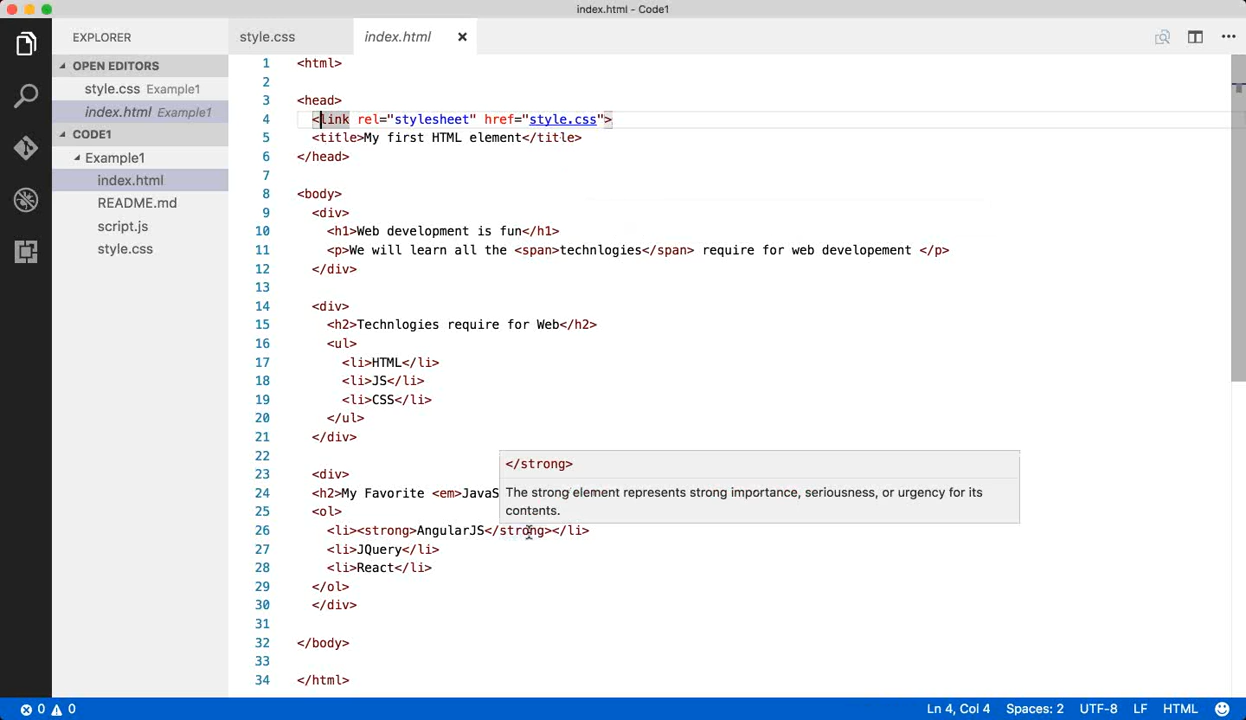 index.html - Code1
EXPLORER
style.css
index.html
OPEN EDITORS
style.css Example1
index.html Example1
CODE1
Example1
index.html
README.md
script.js
style.css
1 <html>
2
3 <head>
4 <link rel="stylesheet" href="style.css">
5 <title>My first HTML element</title>
6 </head>
7
8 <body>
9 <div>
10 <h1>Web development is fun</h1>
11 <p>We will learn all the <span>technlogies</span> require for web developement </p>
12 </div>
13
14 <div>
15 <h2>Technlogies require for Web</h2>
16 <ul>
17 <li>HTML</li>
18 <li>JS</li>
19 <li>CSS</li>
20 </ul>
21 </div>
22
23 <div>
24 <h2>My Favorite <em>JavaS
25 <ol>
26 <li><strong>AngularJS</strong></li>
27 <li>JQuery</li>
28 <li>React</li>
29 </ol>
30 </div>
31
32 </body>
33
34 </html>
</strong>
The strong element represents strong importance, seriousness, or urgency for its
contents.
0 0
Ln 4, Col 4 Spaces: 2 UTF-8 LF HTML